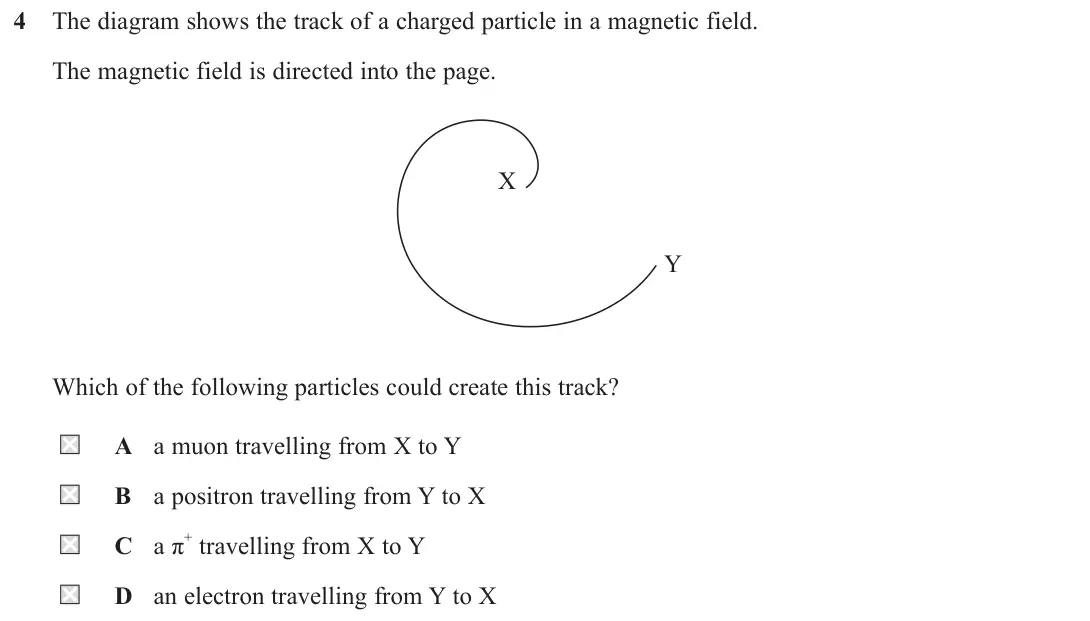 4 The diagram shows the track of a charged particle in a magnetic field.
The magnetic field is directed into the page.
X
Y
Which of the following particles could create this track?
A a muon travelling from X to Y
B a positron travelling from Y to X
C a π⁺ travelling from X to Y
D an electron travelling from Y to X